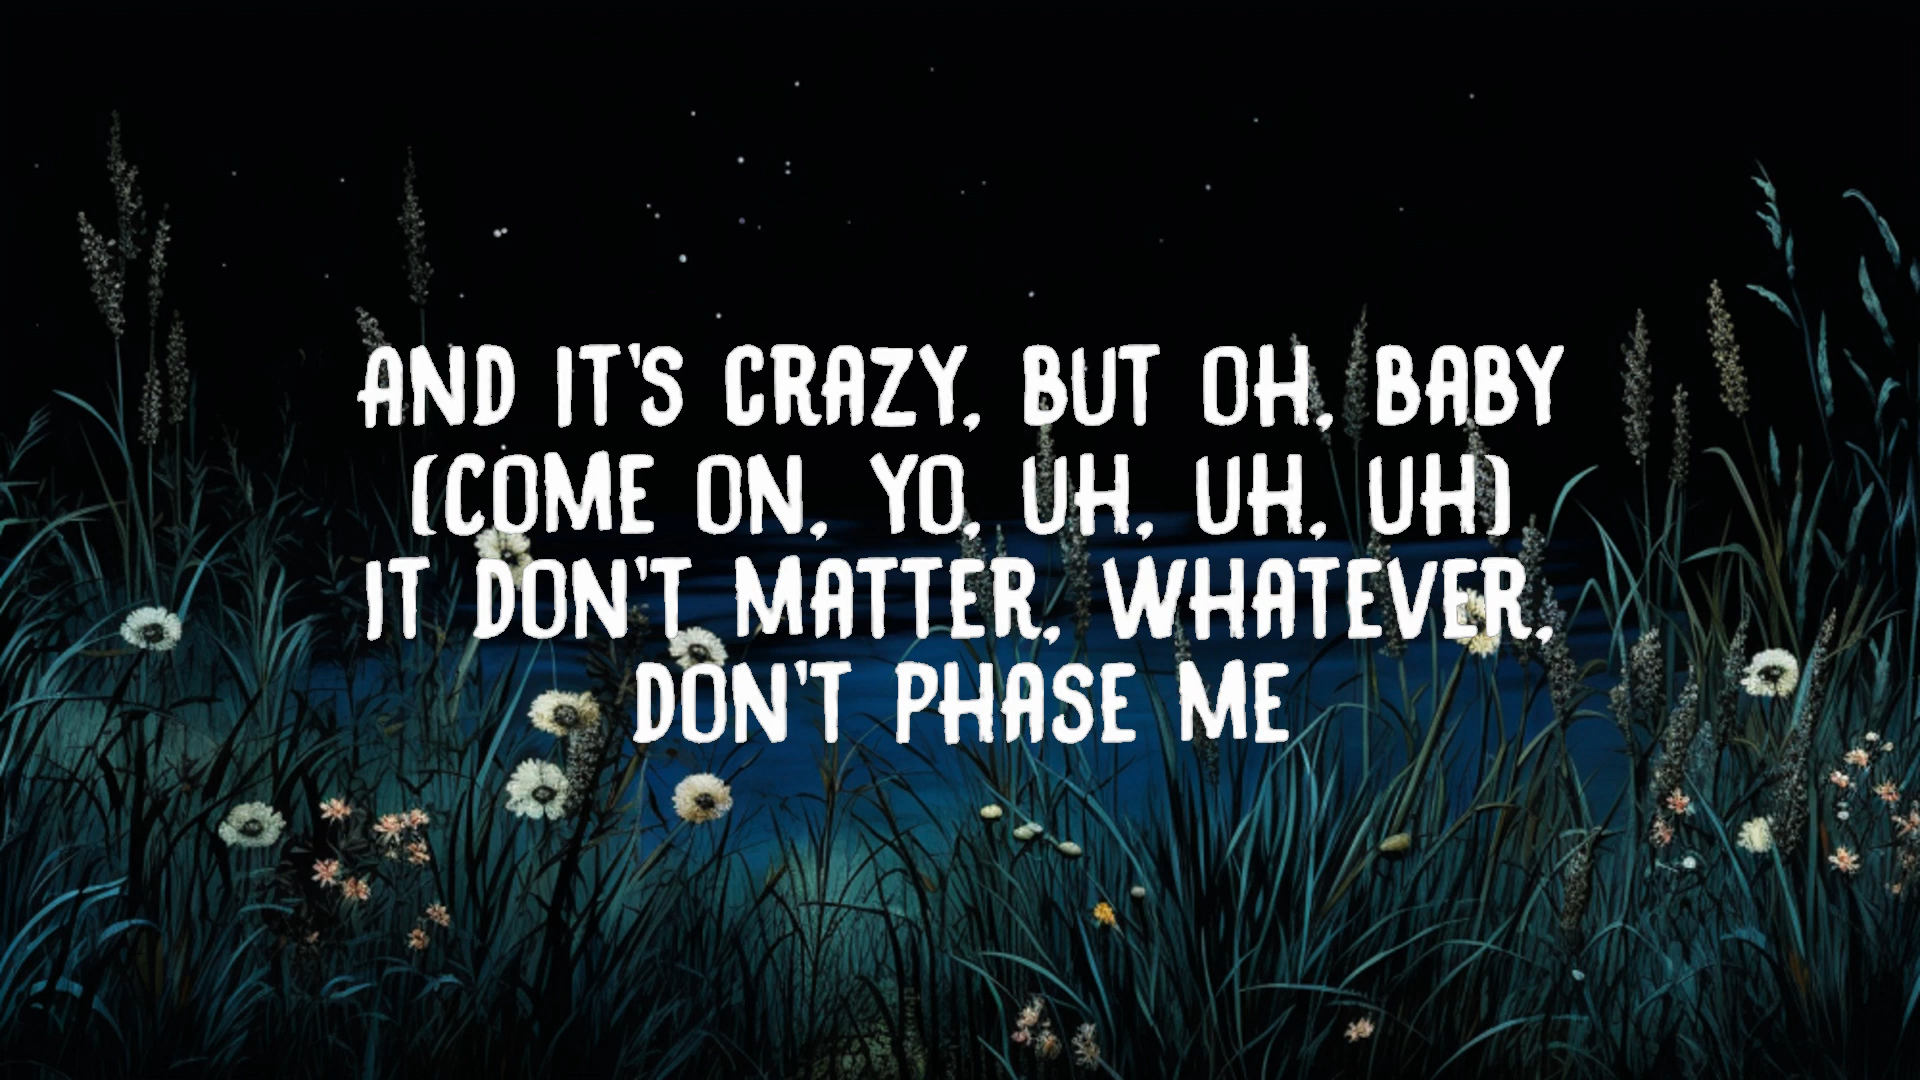 AND IT'S CRAZY, BUT OH, BABY
(COME ON, YO, UH, UH, UH)
IT DON'T MATTER, WHATEVER,
DON'T PHASE ME